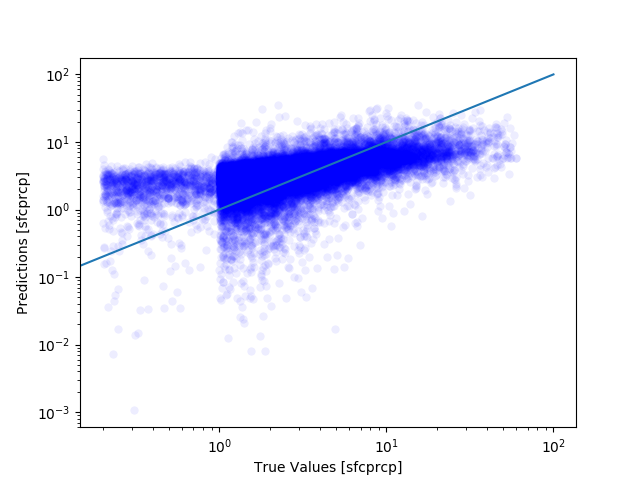 10²
10¹
10⁰
10⁻¹
10⁻²
10⁻³
Predictions [sfcprcp]
10⁰ 10¹ 10²
True Values [sfcprcp]